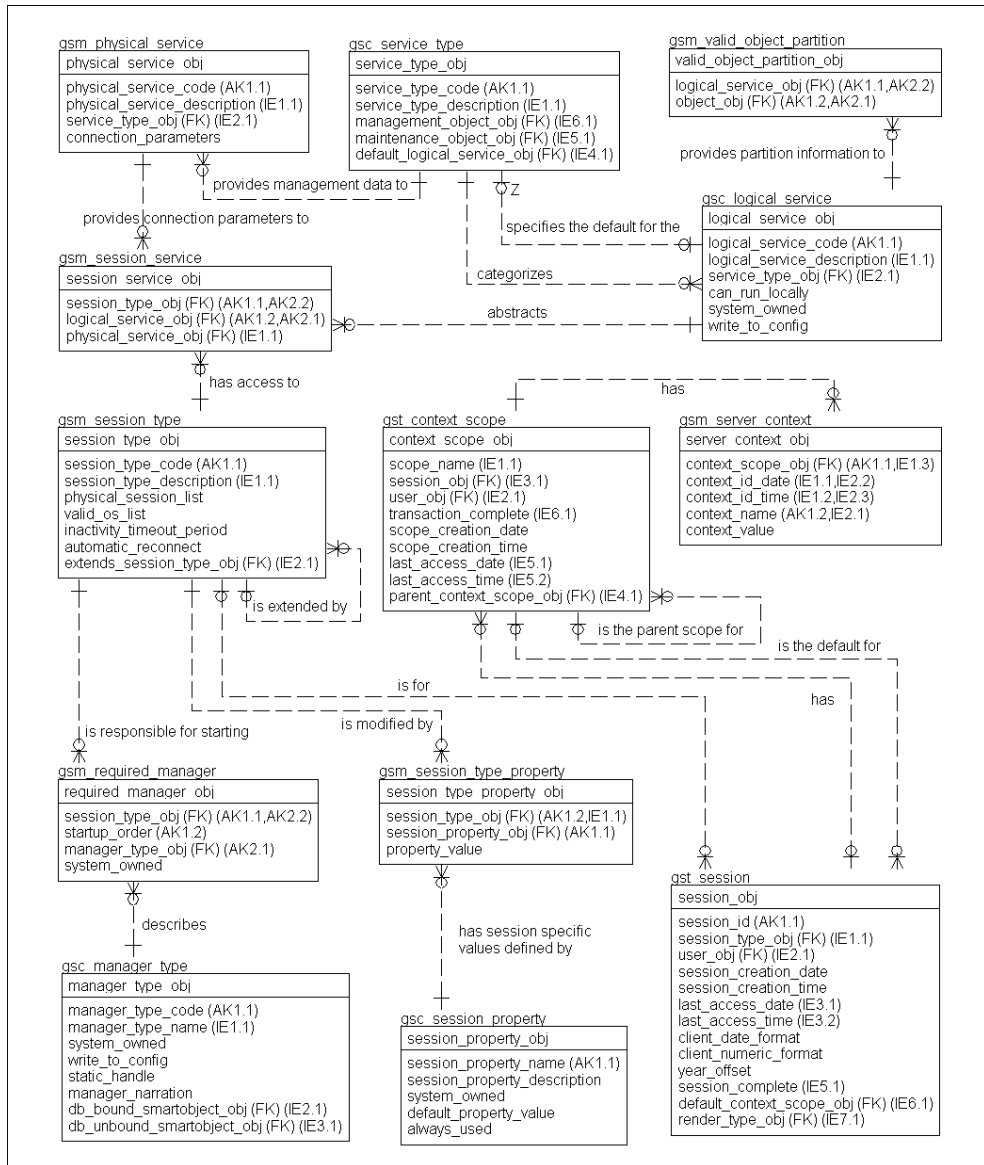 gsm_physical_service
physical_service_obj
physical_service_code (AK1.1)
physical_service_description (IE1.1)
service_type_obj (FK) (IE2.1)
connection_parameters
gsc_service_type
service_type_obj
service_type_code (AK1.1)
service_type_description (IE1.1)
management_object_obj (FK) (IE6.1)
maintenance_object_obj (FK) (IE5.1)
default_logical_service_obj (FK) (IE4.1)
gsm_valid_object_partition
valid_object_partition_obj
logical_service_obj (FK) (AK1.1,AK2.2)
object_obj (FK) (AK1.2,AK2.1)
provides partition information to
provides management data to
Z
provides connection parameters to
specifies the default for the
categorizes
abstracts
gsc_logical_service
logical_service_obj
logical_service_code (AK1.1)
logical_service_description (IE1.1)
service_type_obj (FK) (IE2.1)
can_run_locally
system_owned
write_to_config
gsm_session_service
session_service_obj
session_type_obj (FK) (AK1.1,AK2.2)
logical_service_obj (FK) (AK1.2,AK2.1)
physical_service_obj (FK) (IE1.1)
has access to
has
gsm_session_type
session_type_obj
session_type_code (AK1.1)
session_type_description (IE1.1)
physical_session_list
valid_os_list
inactivity_timeout_period
automatic_reconnect
extends_session_type_obj (FK) (IE2.1)
is extended by
gst_context_scope
context_scope_obj
scope_name (IE1.1)
session_obj (FK) (IE3.1)
user_obj (FK) (IE2.1)
transaction_complete (IE6.1)
scope_creation_date
scope_creation_time
last_access_date (IE5.1)
last_access_time (IE5.2)
parent_context_scope_obj (FK) (IE4.1)
is the parent scope for
gsm_server_context
server_context_obj
context_scope_obj (FK) (AK1.1,IE1.3)
context_id_date (IE1.1,IE2.2)
context_id_time (IE1.2,IE2.3)
context_name (AK1.2,IE2.1)
context_value
is the default for
is for
has
is responsible for starting
is modified by
gsm_required_manager
required_manager_obj
session_type_obj (FK) (AK1.1,AK2.2)
startup_order (AK1.2)
manager_type_obj (FK) (AK2.1)
system_owned
describes
gsm_session_type_property
session_type_property_obj
session_type_obj (FK) (AK1.2,IE1.1)
session_property_obj (FK) (AK1.1)
property_value
has session specific
values defined by
gst_session
session_obj
session_id (AK1.1)
session_type_obj (FK) (IE1.1)
user_obj (FK) (IE2.1)
session_creation_date
session_creation_time
last_access_date (IE3.1)
last_access_time (IE3.2)
client_date_format
client_numeric_format
year_offset
session_complete (IE5.1)
default_context_scope_obj (FK) (IE6.1)
render_type_obj (FK) (IE7.1)
gsc_manager_type
manager_type_obj
manager_type_code (AK1.1)
manager_type_name (IE1.1)
system_owned
write_to_config
static_handle
manager_narration
db_bound_smartobject_obj (FK) (IE2.1)
db_unbound_smartobject_obj (FK) (IE3.1)
gsc_session_property
session_property_obj
session_property_name (AK1.1)
session_property_description
system_owned
default_property_value
always_used